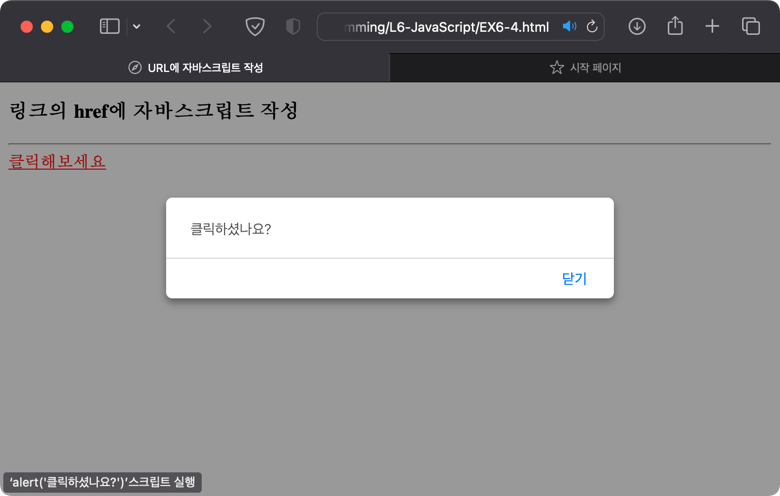 mming/L6-JavaScript/EX6-4.html
URL에 자바스크립트 작성
시작 페이지
링크의 href에 자바스크립트 작성
클릭해보세요
클릭하셨나요?
닫기
‘alert('클릭하셨나요?')’스크립트 실행